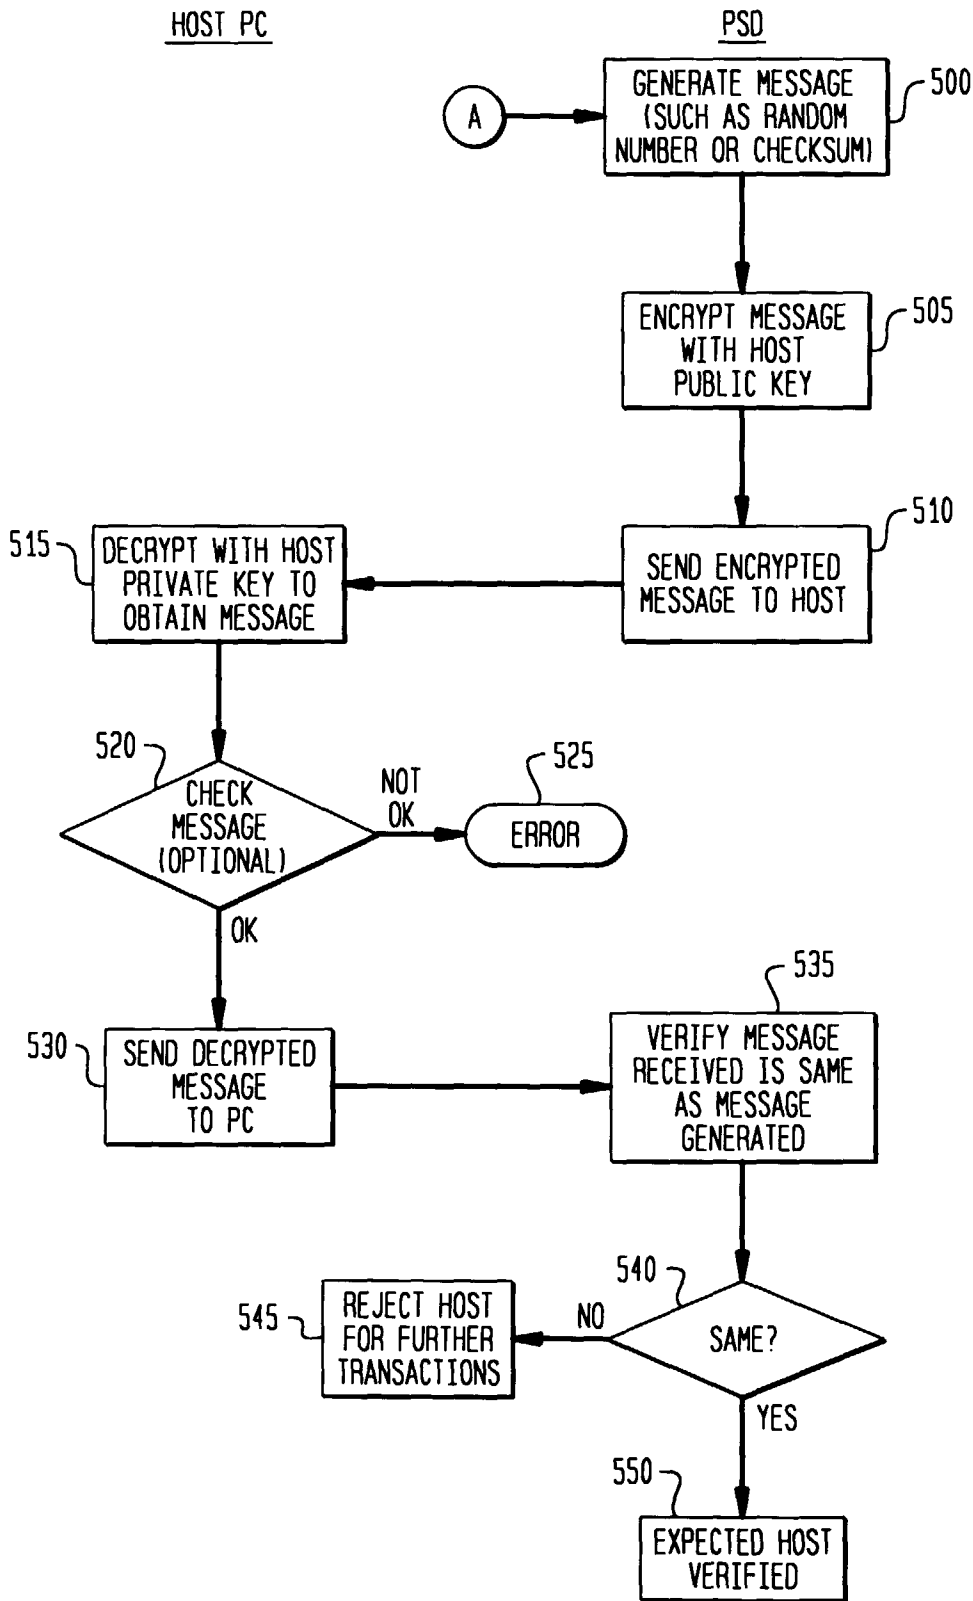 HOST PC
PSD
A
GENERATE MESSAGE
(SUCH AS RANDOM
NUMBER OR CHECKSUM)
500
ENCRYPT MESSAGE
WITH HOST
PUBLIC KEY
505
515
DECRYPT WITH HOST
PRIVATE KEY TO
OBTAIN MESSAGE
SEND ENCRYPTED
MESSAGE TO HOST
510
520
CHECK
MESSAGE
(OPTIONAL)
NOT
OK
525
ERROR
OK
530
SEND DECRYPTED
MESSAGE
TO PC
535
VERIFY MESSAGE
RECEIVED IS SAME
AS MESSAGE
GENERATED
540
SAME?
NO
545
REJECT HOST
FOR FURTHER
TRANSACTIONS
YES
550
EXPECTED HOST
VERIFIED